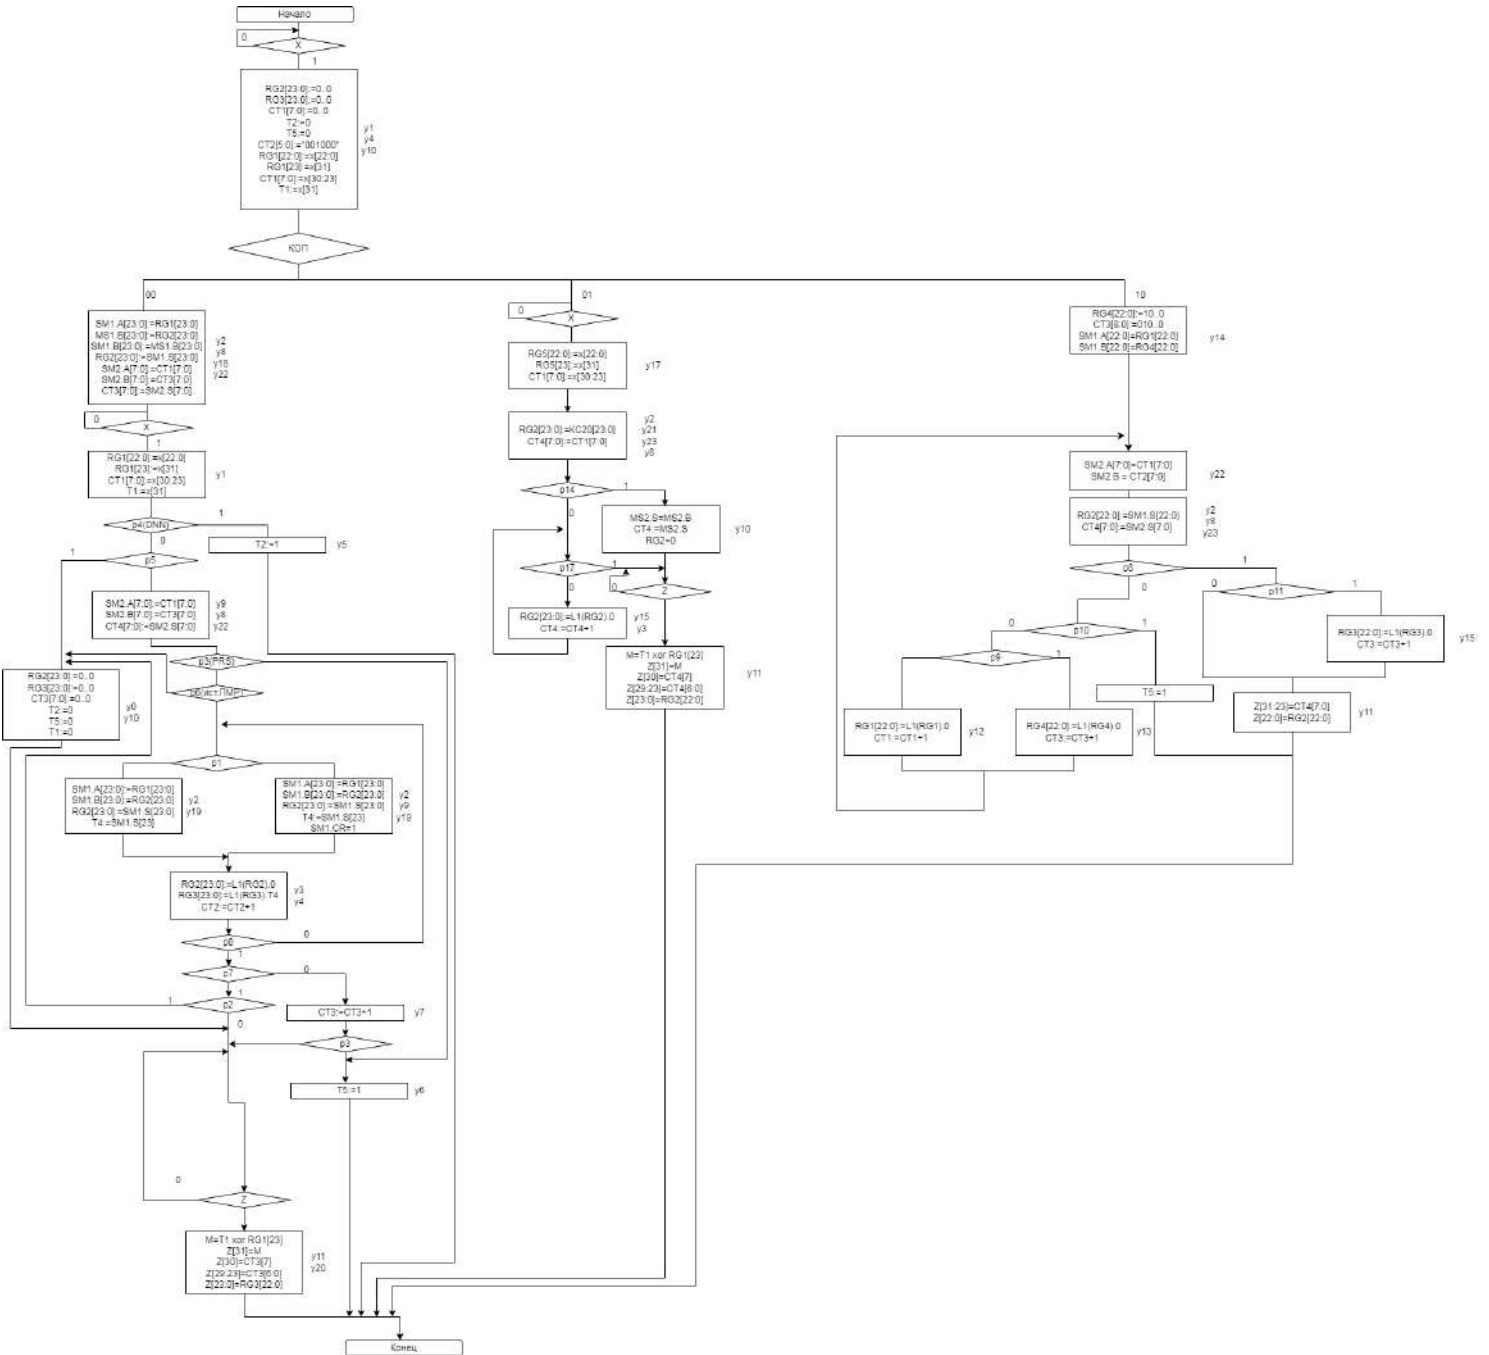 Начало
0
X
1
RG2[23:0]:=0..0
RG3[23:0]:=0..0
CT1[7:0]:=0..0
T2:=0
T5:=0
CT2[5:0]:="001000"
RG1[22:0]:=x[22:0]
RG1[23]:=x[31]
CT1[7:0]:=x[30:23]
T1:=x[31]
y1
y4
y10
КОП
00
01
10
SM1.A[23:0]:=RG1[23:0]
MS1.B[23:0]:=RG2[23:0]
SM1.B[23:0]:=MS1.B[23:0]
RG2[23:0]:=SM1.S[23:0]
SM2.A[7:0]:=CT1[7:0]
SM2.B[7:0]:=CT3[7:0]
CT3[7:0]:=SM2.S[7:0]
y2
y8
y18
y22
0
X
1
RG1[22:0]:=x[22:0]
RG1[23]:=x[31]
CT1[7:0]:=x[30:23]
T1:=x[31]
y1
p4(DNN)
1
0
T2:=1
y5
1
p5
SM2.A[7:0]:=CT1[7:0]
SM2.B[7:0]:=CT3[7:0]
CT4[7:0]:=SM2.S[7:0]
y9
y8
y22
p3(PRS)
p6(ист.ПМР)
RG2[23:0]:=0..0
RG3[23:0]:=0..0
CT3[7:0]:=0..0
T2:=0
T5:=0
T1:=0
y0
y10
p1
SM1.A[23:0]:=RG1[23:0]
SM1.B[23:0]:=RG2[23:0]
RG2[23:0]:=SM1.S[23:0]
T4:=SM1.S[23]
y2
y19
SM1.A[23:0]:=RG1[23:0]
SM1.B[23:0]:=RG2[23:0]
RG2[23:0]:=SM1.S[23:0]
T4:=SM1.S[23]
SM1.CR=1
y2
y9
y19
RG2[23:0]:=L1(RG2).0
RG3[23:0]:=L1(RG3).T4
CT2:=CT2+1
y3
y4
p0
0
1
p7
0
1
p2
1
0
CT3:=CT3+1
y7
p3
T5:=1
y6
0
Z
M=T1 xor RG1[23]
Z[31]=M
Z[30]=CT3[7]
Z[29:23]=CT3[6:0]
Z[23:0]=RG3[22:0]
y11
y20
0
X
RG5[22:0]:=x[22:0]
RG5[23]:=x[31]
CT1[7:0]:=x[30:23]
y17
RG2[23:0]:=KC20[23:0]
CT4[7:0]:=CT1[7:0]
y2
y21
y23
y6
p14
1
0
MS2.S=MS2.B
CT4:=MS2.S
RG2=0
y10
p17
1
0
0
Z
RG2[23:0]:=L1(RG2).0
CT4:=CT4+1
y15
y3
M=T1 xor RG1[23]
Z[31]=M
Z[30]=CT4[7]
Z[29:23]=CT4[6:0]
Z[23:0]=RG2[22:0]
y11
RG4[22:0]:=10..0
CT3[8:0]:=010..0
SM1.A[22:0]=RG1[22:0]
SM1.B[22:0]=RG4[22:0]
y14
SM2.A[7:0]=CT1[7:0]
SM2.B = CT2[7:0]
y22
RG2[22:0]:=SM1.S[22:0]
CT4[7:0]:=SM2.S[7:0]
y2
y8
y23
p8
1
0
0
p11
1
RG3[22:0]:=L1(RG3).0
CT3:=CT3+1
y15
0
p10
1
p9
1
T5:=1
RG1[22:0]:=L1(RG1).0
CT1:=CT1+1
y12
RG4[22:0]:=L1(RG4).0
CT3:=CT3+1
y13
Z[31:23]=CT4[7:0]
Z[22:0]=RG2[22:0]
y11
Конец